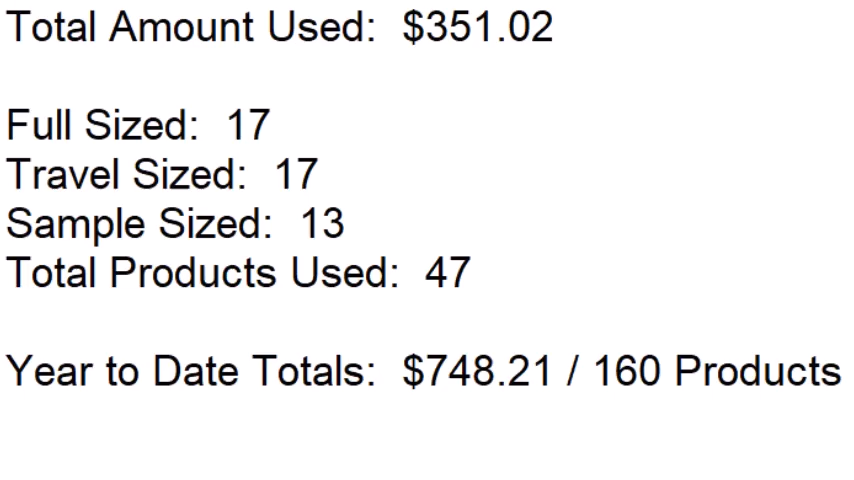 Total Amount Used: $351.02
Full Sized: 17
Travel Sized: 17
Sample Sized: 13
Total Products Used: 47
Year to Date Totals: $748.21 / 160 Products